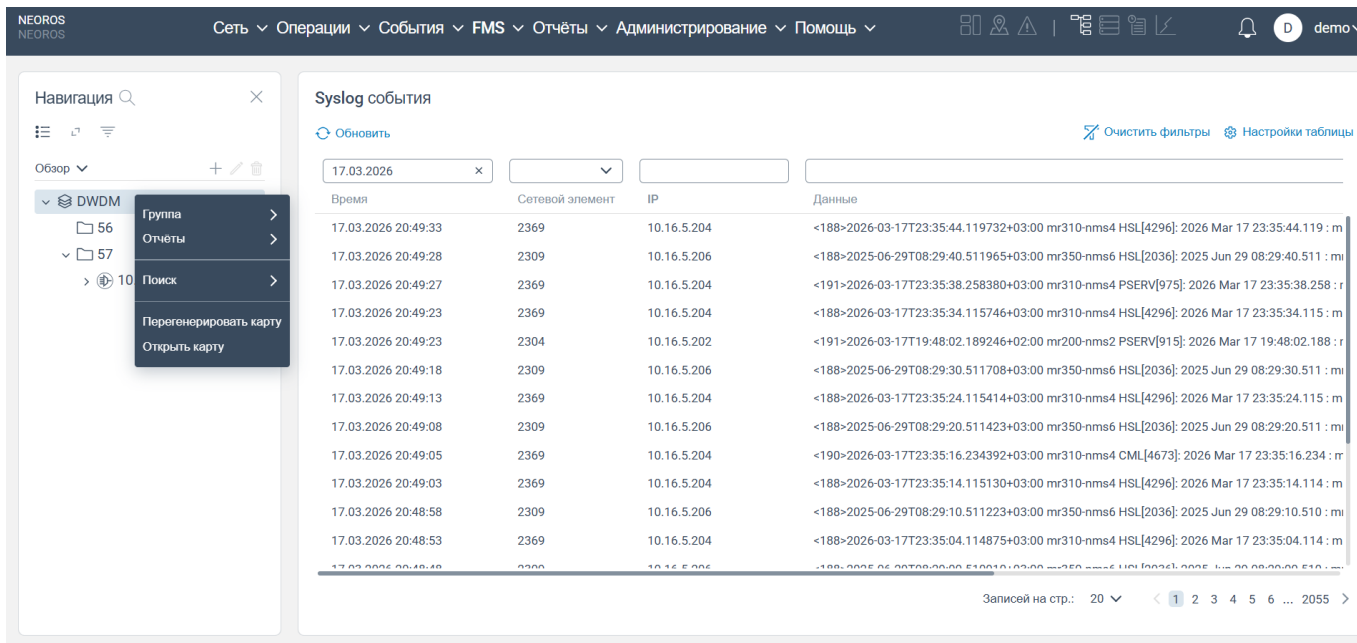 NEOROS
NEOROS
Сеть Операции События FMS Отчёты Администрирование Помощь
D demo
Навигация
Обзор
DWDM
56
57
10
Группа
Отчёты
Поиск
Перегенерировать карту
Открыть карту
Syslog события
Обновить
Очистить фильтры Настройки таблицы
17.03.2026
Время Сетевой элемент IP Данные
17.03.2026 20:49:33 2369 10.16.5.204 <188>2026-03-17T23:35:44.119732+03:00 mr310-nms4 HSL[4296]: 2026 Mar 17 23:35:44.119 : m
17.03.2026 20:49:28 2309 10.16.5.206 <188>2025-06-29T08:29:40.511965+03:00 mr350-nms6 HSL[2036]: 2025 Jun 29 08:29:40.511 : m
17.03.2026 20:49:27 2369 10.16.5.204 <191>2026-03-17T23:35:38.258380+03:00 mr310-nms4 PSERV[975]: 2026 Mar 17 23:35:38.258 :
17.03.2026 20:49:23 2369 10.16.5.204 <188>2026-03-17T23:35:34.115746+03:00 mr310-nms4 HSL[4296]: 2026 Mar 17 23:35:34.115 : m
17.03.2026 20:49:23 2304 10.16.5.202 <191>2026-03-17T19:48:02.189246+02:00 mr200-nms2 PSERV[915]: 2026 Mar 17 19:48:02.188 :
17.03.2026 20:49:18 2309 10.16.5.206 <188>2025-06-29T08:29:30.511708+03:00 mr350-nms6 HSL[2036]: 2025 Jun 29 08:29:30.511 : m
17.03.2026 20:49:13 2369 10.16.5.204 <188>2026-03-17T23:35:24.115414+03:00 mr310-nms4 HSL[4296]: 2026 Mar 17 23:35:24.115 : m
17.03.2026 20:49:08 2309 10.16.5.206 <188>2025-06-29T08:29:20.511423+03:00 mr350-nms6 HSL[2036]: 2025 Jun 29 08:29:20.511 : m
17.03.2026 20:49:05 2369 10.16.5.204 <190>2026-03-17T23:35:16.234392+03:00 mr310-nms4 CML[4673]: 2026 Mar 17 23:35:16.234 : m
17.03.2026 20:49:03 2369 10.16.5.204 <188>2026-03-17T23:35:14.115130+03:00 mr310-nms4 HSL[4296]: 2026 Mar 17 23:35:14.114 : m
17.03.2026 20:48:58 2309 10.16.5.206 <188>2025-06-29T08:29:10.511223+03:00 mr350-nms6 HSL[2036]: 2025 Jun 29 08:29:10.510 : m
17.03.2026 20:48:53 2369 10.16.5.204 <188>2026-03-17T23:35:04.114875+03:00 mr310-nms4 HSL[4296]: 2026 Mar 17 23:35:04.114 : m
17.03.2026 20:48:48 2309 10.16.5.206
Записей на стр.: 20 1 2 3 4 5 6 ... 2055